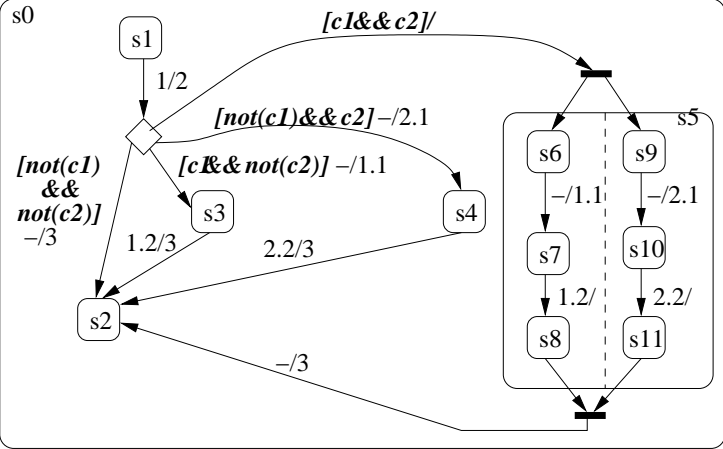 s0
[c1&&c2]/
s1
1/2
[not(c1)&&c2] –/2.1
s5
[not(c1)
&&
not(c2)]
–/3
[c1&&not(c2)] –/1.1
s6
s9
s3
s4
–/1.1
–/2.1
1.2/3
2.2/3
s7
s10
1.2/
2.2/
s2
s8
s11
–/3